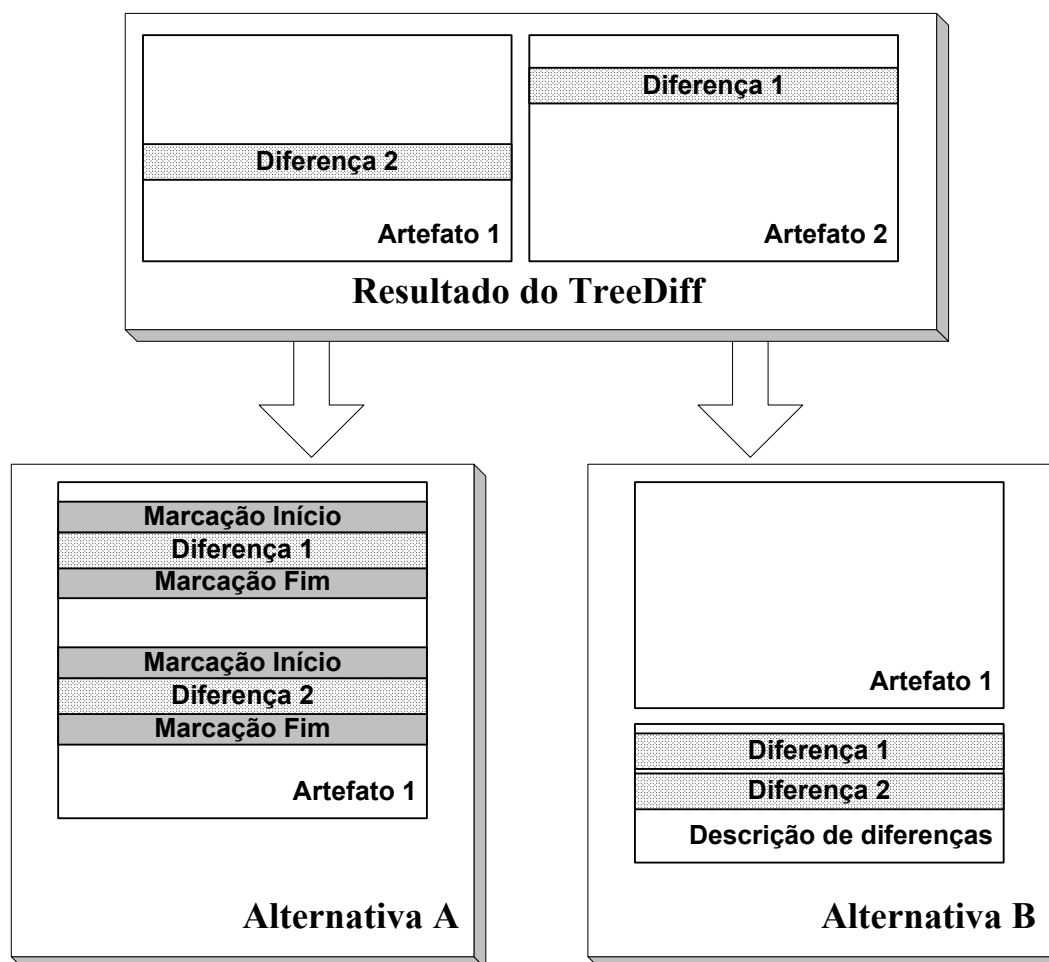 Diferença 2
Artefato 1
Diferença 1
Artefato 2
Resultado do TreeDiff
Marcação Início
Diferença 1
Marcação Fim
Marcação Início
Diferença 2
Marcação Fim
Artefato 1
Alternativa A
Artefato 1
Diferença 1
Diferença 2
Descrição de diferenças
Alternativa B